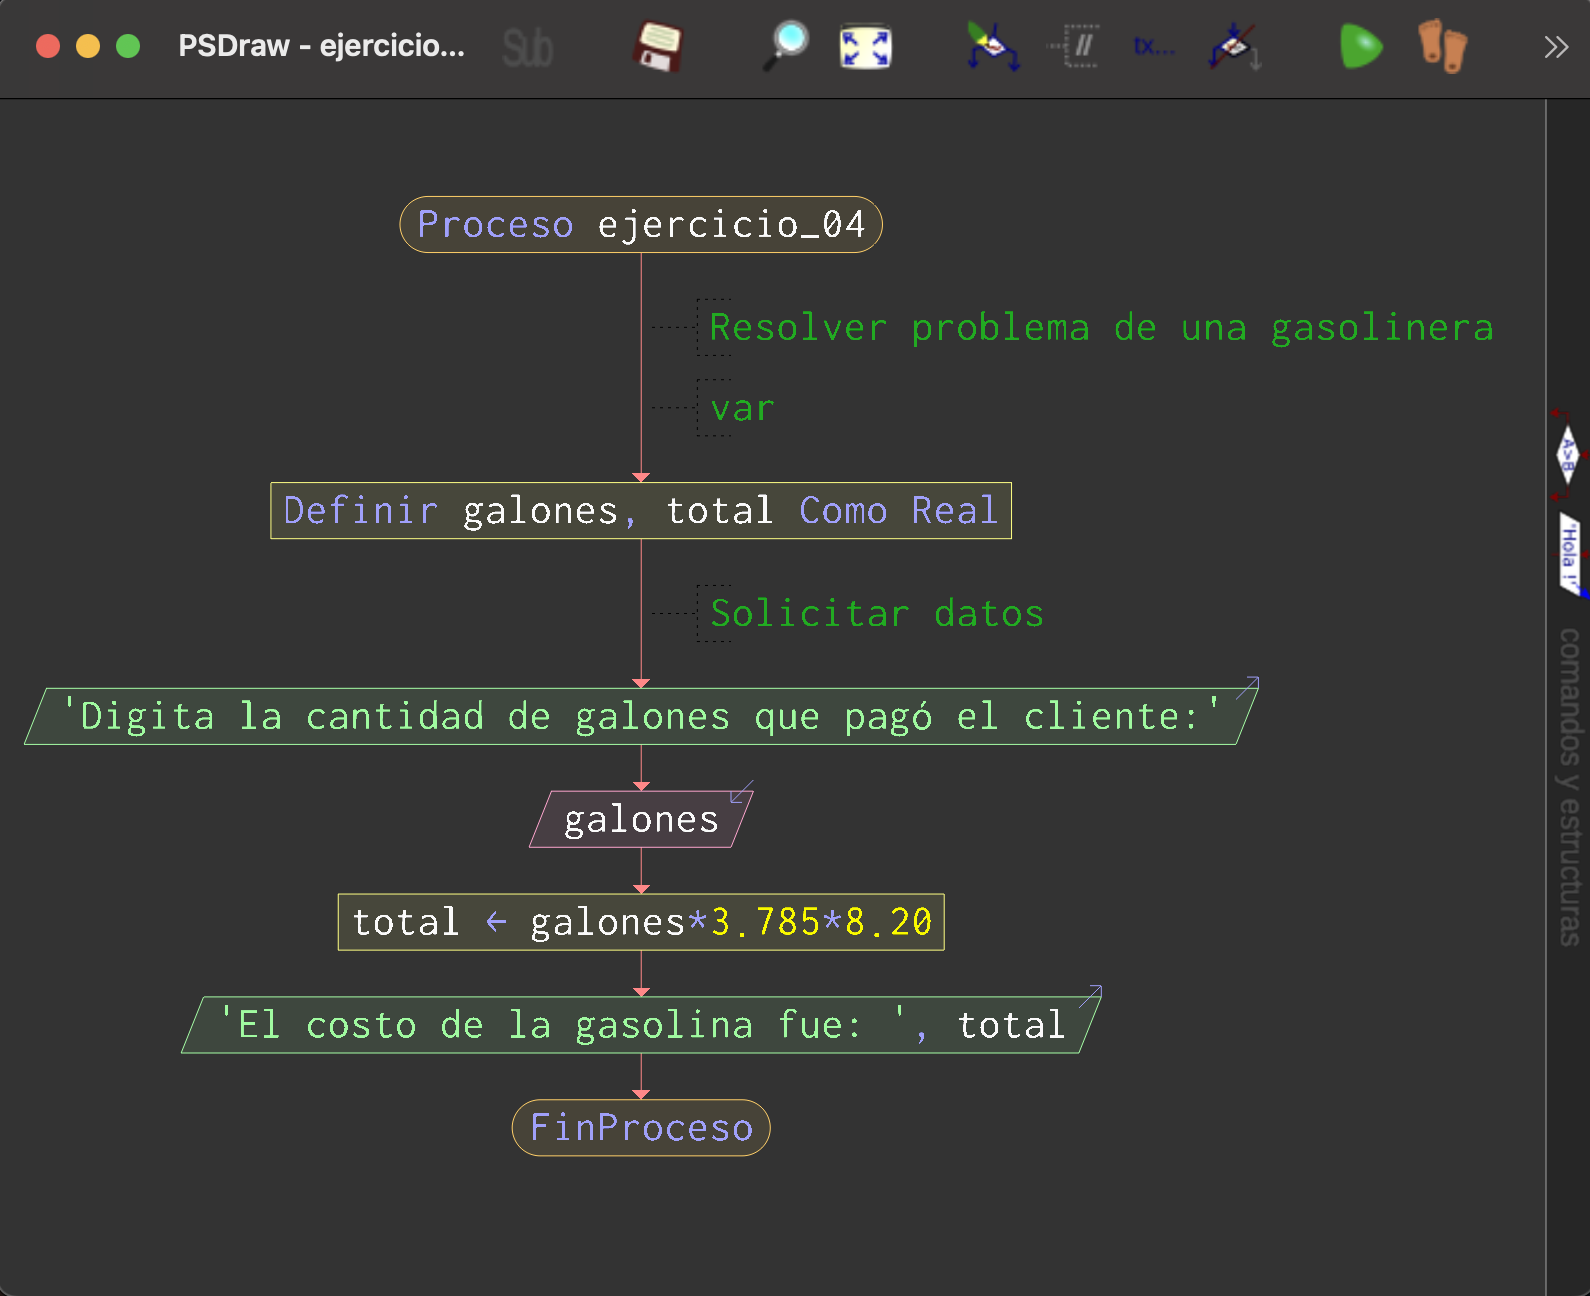 PSDraw - ejercicio...
Sub
//
tx...
Proceso ejercicio_04
Resolver problema de una gasolinera
var
Definir galones, total Como Real
Solicitar datos
'Digita la cantidad de galones que pagó el cliente:'
galones
total ← galones*3.785*8.20
'El costo de la gasolina fue: ', total
FinProceso
A>B
"Hola !"
comandos y estructuras